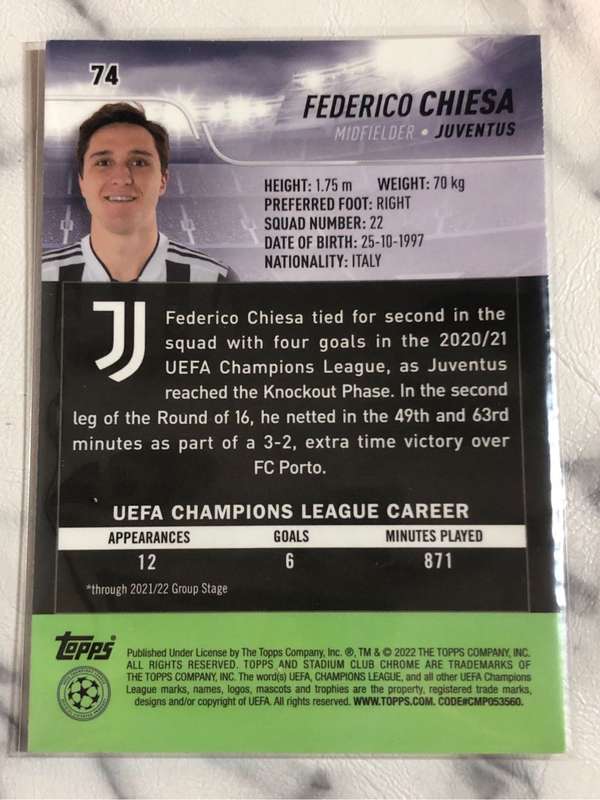 74
FEDERICO CHIESA
MIDFIELDER • JUVENTUS
HEIGHT: 1.75 m WEIGHT: 70 kg
PREFERRED FOOT: RIGHT
SQUAD NUMBER: 22
DATE OF BIRTH: 25-10-1997
NATIONALITY: ITALY
Federico Chiesa tied for second in the
squad with four goals in the 2020/21
UEFA Champions League, as Juventus
reached the Knockout Phase. In the second
leg of the Round of 16, he netted in the 49th and 63rd
minutes as part of a 3-2, extra time victory over
FC Porto.
UEFA CHAMPIONS LEAGUE CAREER
APPEARANCES GOALS MINUTES PLAYED
12 6 871
*through 2021/22 Group Stage
TOPPS
Published Under License by The Topps Company, Inc. ®, TM & © 2022 THE TOPPS COMPANY, INC.
ALL RIGHTS RESERVED. TOPPS AND STADIUM CLUB CHROME ARE TRADEMARKS OF
THE TOPPS COMPANY, INC. The word(s) UEFA, CHAMPIONS LEAGUE, and all other UEFA Champions
League marks, names, logos, mascots and trophies are the property, registered trade marks,
designs and/or copyright of UEFA. All rights reserved. WWW.TOPPS.COM. CODE#CMP053560.